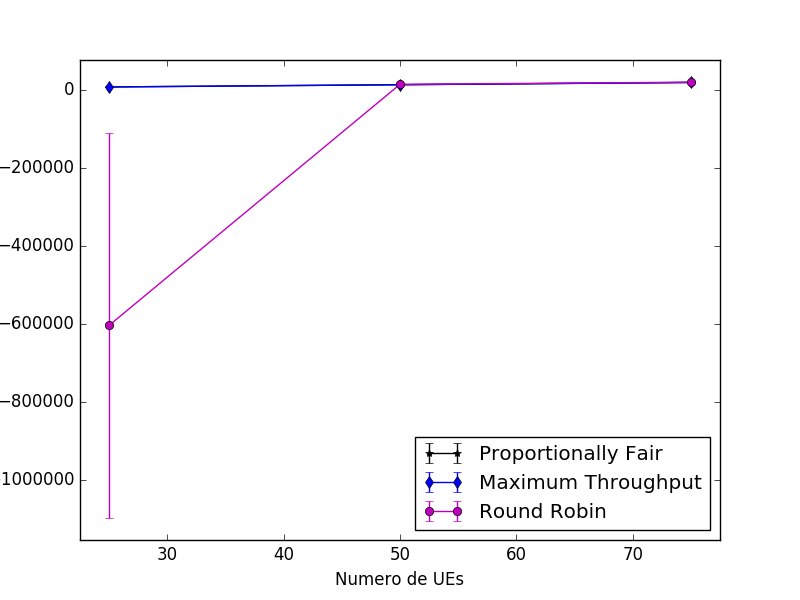 0
−200000
−400000
−600000
−800000
1000000
30 40 50 60 70
Numero de UEs
Proportionally Fair
Maximum Throughput
Round Robin